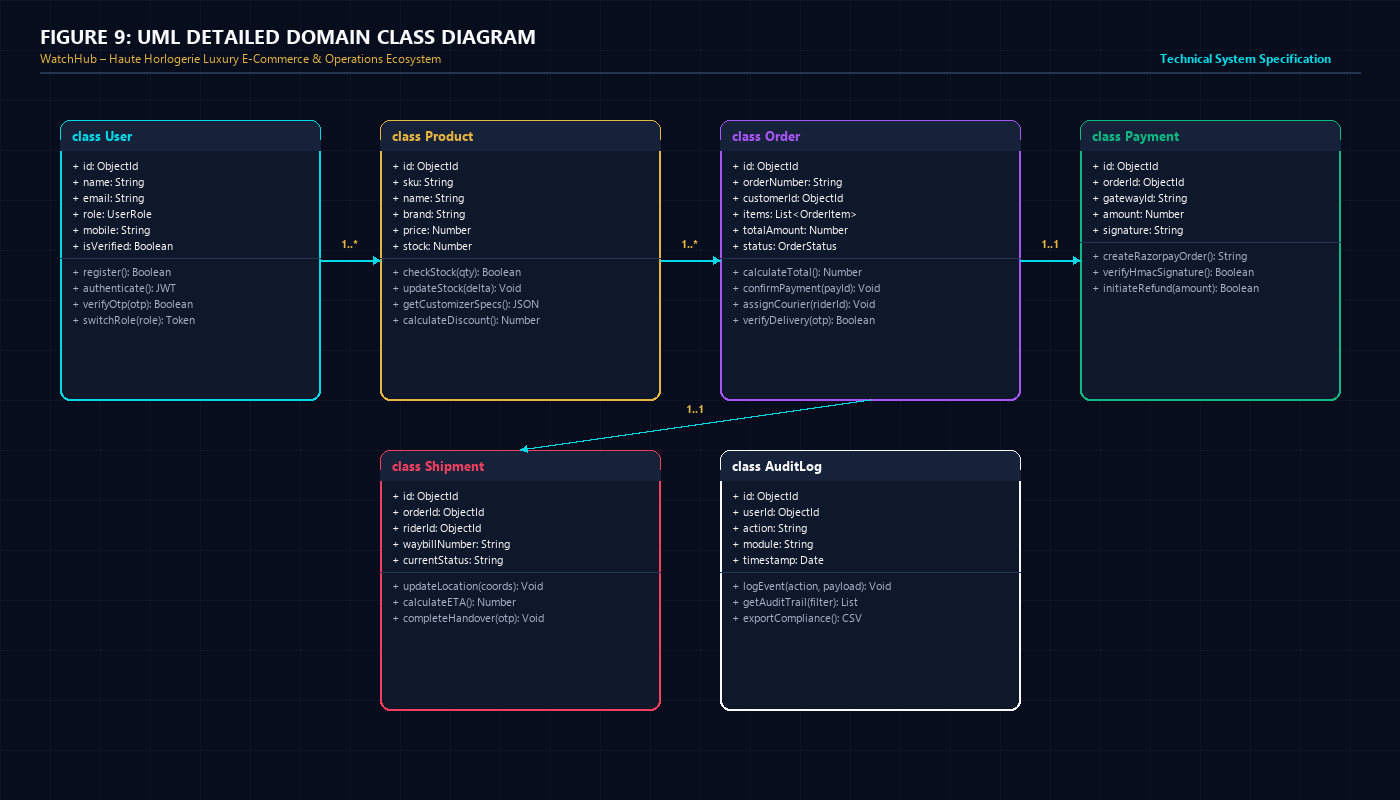 FIGURE 9: UML DETAILED DOMAIN CLASS DIAGRAM
WatchHub – Haute Horlogerie Luxury E-Commerce & Operations Ecosystem
Technical System Specification
class User
+ id: ObjectId
+ name: String
+ email: String
+ role: UserRole
+ mobile: String
+ isVerified: Boolean
+ register(): Boolean
+ authenticate(): JWT
+ verifyOtp(otp): Boolean
+ switchRole(role): Token
1..*
class Product
+ id: ObjectId
+ sku: String
+ name: String
+ brand: String
+ price: Number
+ stock: Number
+ checkStock(qty): Boolean
+ updateStock(delta): Void
+ getCustomizerSpecs(): JSON
+ calculateDiscount(): Number
1..*
class Order
+ id: ObjectId
+ orderNumber: String
+ customerId: ObjectId
+ items: List<OrderItem>
+ totalAmount: Number
+ status: OrderStatus
+ calculateTotal(): Number
+ confirmPayment(payId): Void
+ assignCourier(riderId): Void
+ verifyDelivery(otp): Boolean
1..1
class Payment
+ id: ObjectId
+ orderId: ObjectId
+ gatewayId: String
+ amount: Number
+ signature: String
+ createRazorpayOrder(): String
+ verifyHmacSignature(): Boolean
+ initiateRefund(amount): Boolean
1..1
class Shipment
+ id: ObjectId
+ orderId: ObjectId
+ riderId: ObjectId
+ waybillNumber: String
+ currentStatus: String
+ updateLocation(coords): Void
+ calculateETA(): Number
+ completeHandover(otp): Void
class AuditLog
+ id: ObjectId
+ userId: ObjectId
+ action: String
+ module: String
+ timestamp: Date
+ logEvent(action, payload): Void
+ getAuditTrail(filter): List
+ exportCompliance(): CSV